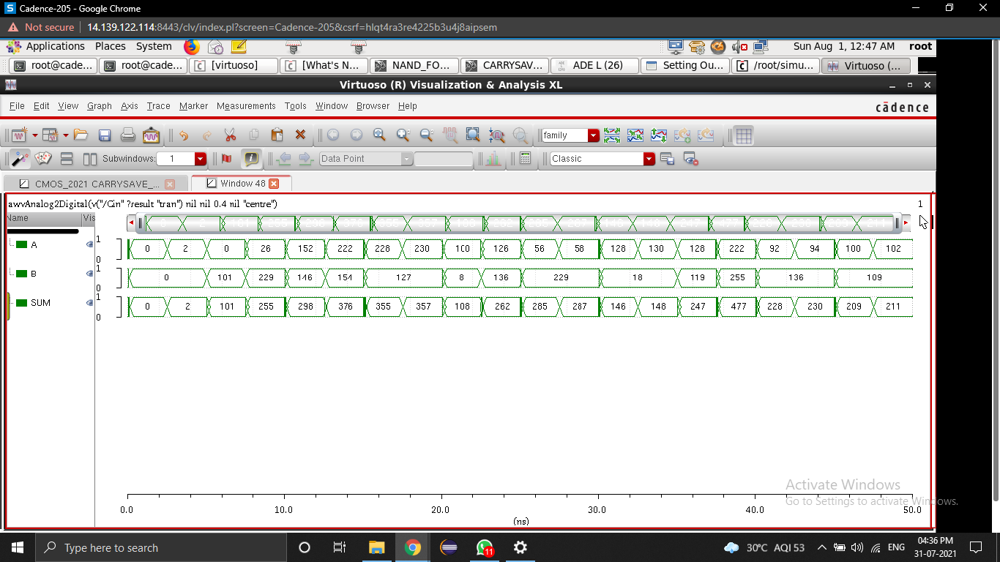 Cadence-205 - Google Chrome
Not secure 14.139.122.114:8443/clv/index.pl?screen=Cadence-205&csrf=hlqt4ra3re4225b3u4j8aipsem
Applications Places System Sun Aug 1, 12:47 AM root
root@cade... root@cade... [virtuoso] [What's N... NAND_FO... CARRYSAV... ADE L (26) Setting Ou... /root/simu... Virtuoso (...
Virtuoso (R) Visualization & Analysis XL
File Edit View Graph Axis Trace Marker Measurements Tools Window Browser Help cādence
family
Subwindows: 1 Data Point Classic
CMOS_2021 CARRYSAVE_... Window 48
awvAnalog2Digital(v("/Cin" ?result "tran") nil nil 0.4 nil "centre") 1
Name Vis
A 1 0 0 2 0 26 152 222 228 230 100 126 56 58 128 130 128 222 92 94 100 102
B 1 0 0 101 229 146 154 127 8 136 229 18 119 255 136 109
SUM 1 0 0 2 101 255 298 376 355 357 108 262 285 287 146 148 247 477 228 230 209 211
0.0 10.0 20.0 30.0 40.0 50.0
(ns)
Activate Windows
Go to Settings to activate Windows.
Type here to search 11 30°C AQI 53 ENG 04:36 PM
31-07-2021